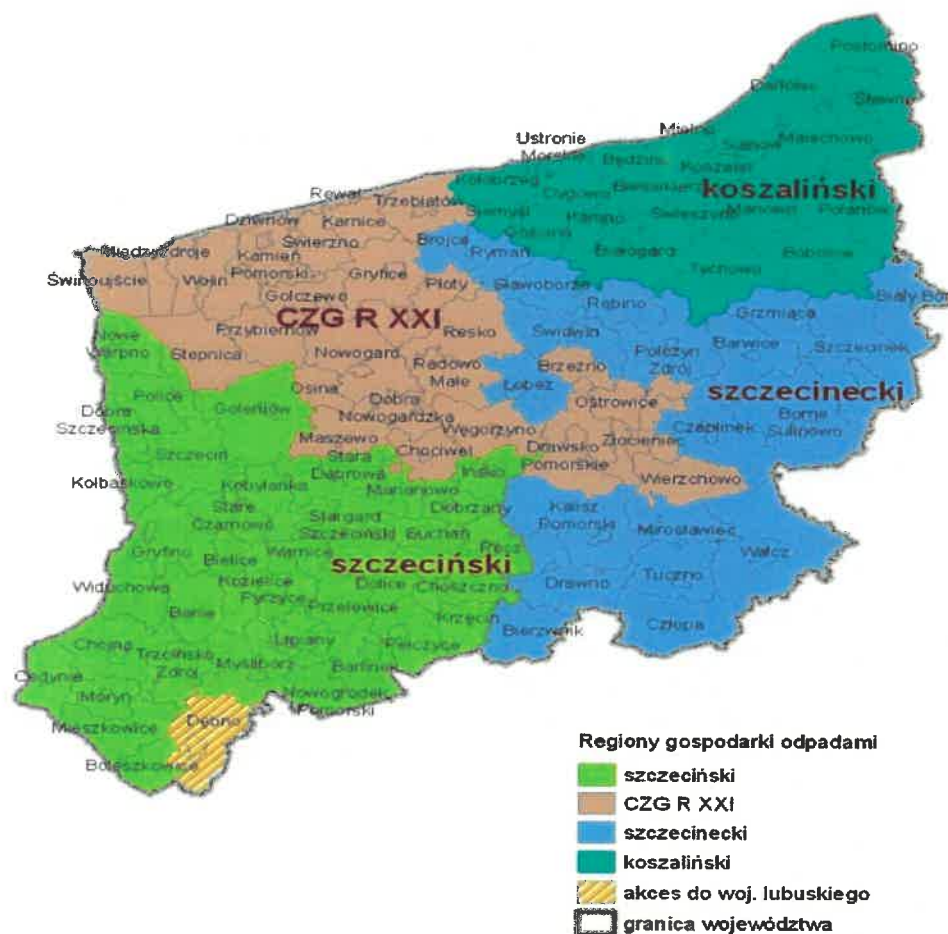 Postomino
Darłowo
Sławno
Mielno
Ustronie
Morskie
Malechowo
Sianów
Będzino
Koszalin
Kołobrzeg
Biesiekierz
koszaliński
Dygowo
Rewal
Trzebiatów
Siemyśl
Karlino
Świeszyno
Manowo
Polanów
Dziwnów
Karnice
Gościno
Świerzno
Brojce
Rymań
Białogard
Bobolice
Międzyzdroje
Kamień
Pomorski
Tychowo
Świnoujście
Wolin
Gryfice
Płoty
Sławoborze
Biały Bór
Golczewo
Rąbino
Grzmiąca
CZG R XXI
Przybiernów
Resko
Świdwin
Barwice
Szczecinek
Nowe
Warpno
Stepnica
Nowogard
Radowo
Małe
Brzeżno
Połczyn
Zdrój
szczecinecki
Police
Osina
Łobez
Ostrowice
Goleniów
Dobra
Nowogardzka
Borne
Sulinowo
Dobra
Szczecińska
Węgorzyno
Złocieniec
Czaplinek
Maszewo
Chociwel
Drawsko
Pomorskie
Szczecin
Stara
Dąbrowa
Ińsko
Wierzchowo
Kołbaskowo
Kobylanka
Marianowo
Stare
Czarnowo
Dobrzany
Kalisz
Pomorski
Stargard
Szczeciński
Suchań
Mirosławiec
Gryfino
Bielice
Warnice
Recz
Wałcz
szczeciński
Widuchowa
Kozielice
Dolice
Choszczno
Drawno
Tuczno
Pyrzyce
Przelewice
Banie
Krzęcin
Bierzwnik
Człopa
Chojna
Lipiany
Pełczyce
Trzcińsko
Zdrój
Myślibórz
Barlinek
Cedynia
Moryń
Nowogródek
Pomorski
Mieszkowice
Dębno
Boleszkowice
Regiony gospodarki odpadami
szczeciński
CZG R XXI
szczecinecki
koszaliński
akces do woj. lubuskiego
granica województwa